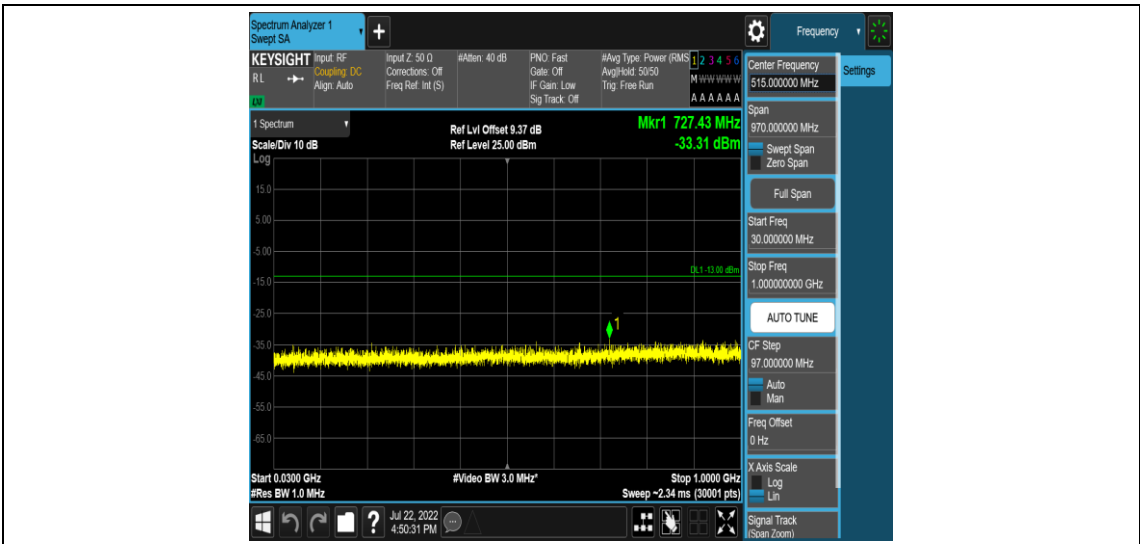 Spectrum Analyzer 1
Swept SA
+
Frequency
KEYSIGHT
RL
LXI
Input: RF
Coupling: DC
Align: Auto
Input Z: 50 Ω
Corrections: Off
Freq Ref: Int (S)
#Atten: 40 dB
PNO: Fast
Gate: Off
IF Gain: Low
Sig Track: Off
#Avg Type: Power (RMS
Avg|Hold: 50/50
Trig: Free Run
1 2 3 4 5 6
M W W W W W
A A A A A A
Center Frequency
515.000000 MHz
Settings
1 Spectrum
Scale/Div 10 dB
Log
Ref Lvl Offset 9.37 dB
Ref Level 25.00 dBm
Mkr1 727.43 MHz
-33.31 dBm
15.0
5.00
-5.00
-15.0
-25.0
-35.0
-45.0
-55.0
-65.0
DL1 -13.00 dBm
1
Start 0.0300 GHz
#Res BW 1.0 MHz
#Video BW 3.0 MHz*
Stop 1.0000 GHz
Sweep ~2.34 ms (30001 pts)
Span
970.000000 MHz
Swept Span
Zero Span
Full Span
Start Freq
30.000000 MHz
Stop Freq
1.000000000 GHz
AUTO TUNE
CF Step
97.000000 MHz
Auto
Man
Freq Offset
0 Hz
X Axis Scale
Log
Lin
Signal Track
(Span Zoom)
?
Jul 22, 2022
4:50:31 PM